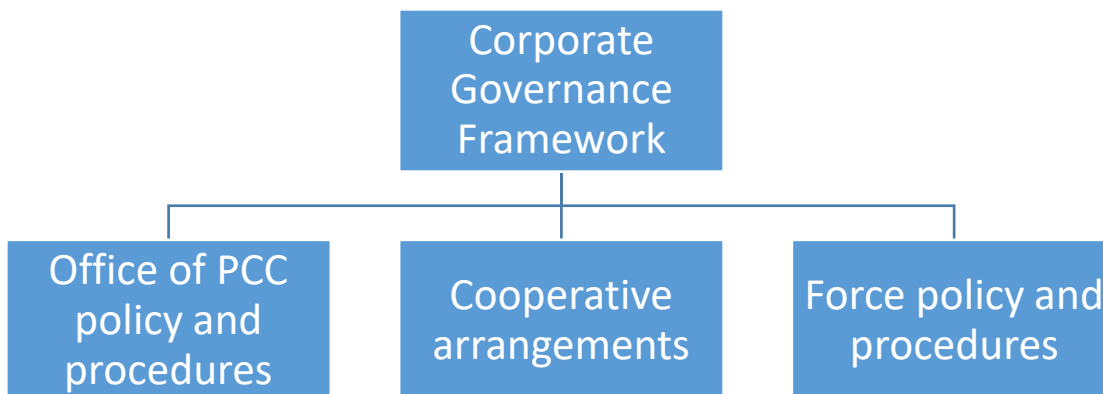 Corporate
Governance
Framework
Office of PCC
policy and
procedures
Cooperative
arrangements
Force policy and
procedures